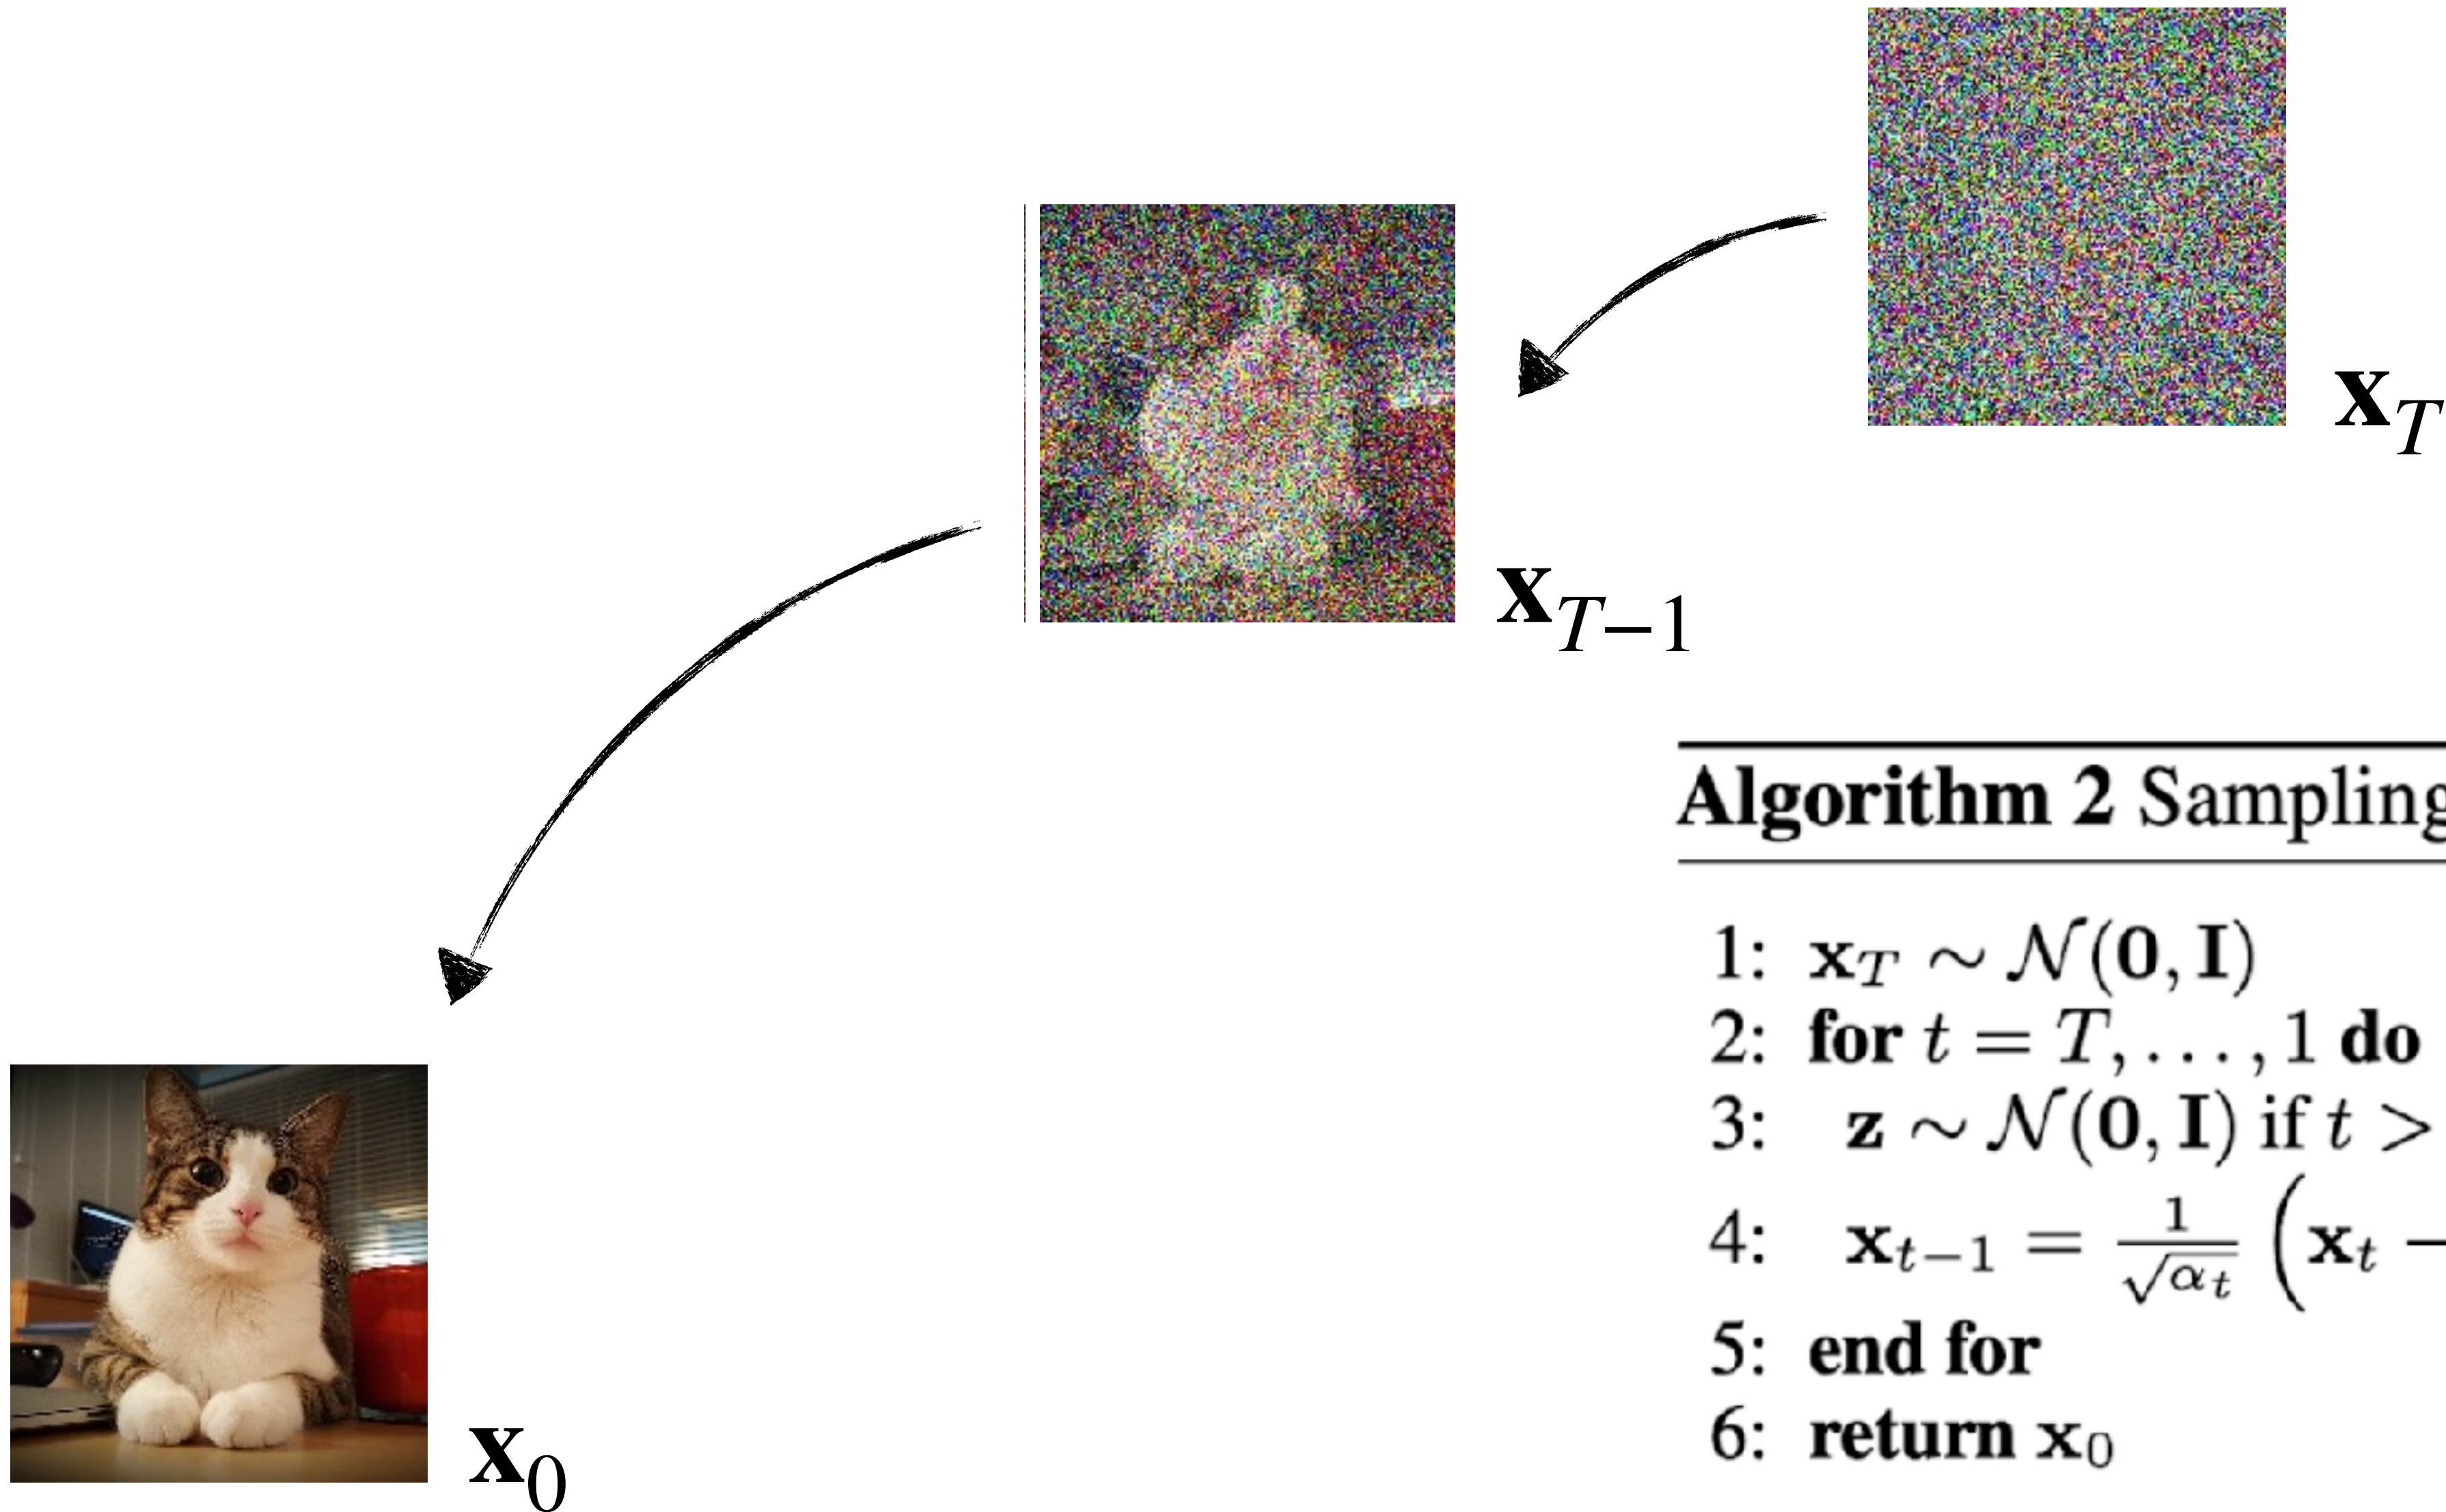 x_T
x_{T−1}
Algorithm 2 Sampling
1: x_T ∼ N(0, I)
2: for t = T, . . . , 1 do
3: z ∼ N(0, I) if t >
4: x_{t−1} = 1/√α_t ( x_t −
5: end for
6: return x_0
x_0